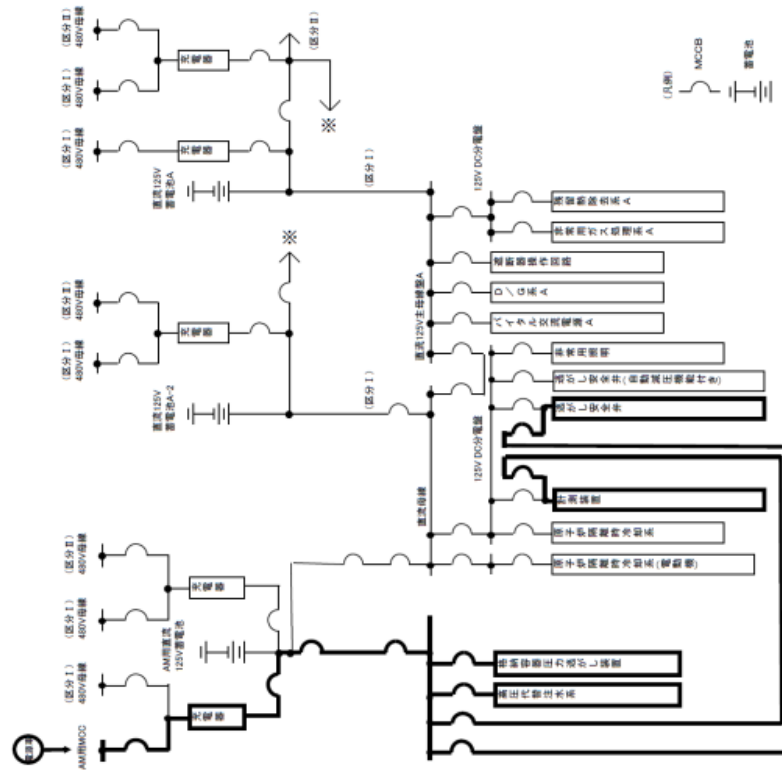 (区分Ⅱ)
480V母線
(区分Ⅰ)
480V母線
充電器
(区分Ⅰ)
480V母線
充電器
直流125V
蓄電池A
(区分Ⅱ)
※
(区分Ⅰ)
(区分Ⅱ)
480V母線
(区分Ⅰ)
480V母線
充電器
直流125V
蓄電池A-2
※
(区分Ⅰ)
(区分Ⅱ)
480V母線
(区分Ⅰ)
480V母線
充電器
AM用直流
125V蓄電池
(区分Ⅰ)
480V母線
充電器
電源車
AM用MCC
直流125V主母線盤A
125V DC分電盤
残留熱除去系A
非常用ガス処理系A
遮断器操作回路
D/G系A
バイタル交流電源A
直流母線
125V DC分電盤
非常用照明
逃がし安全弁(自動減圧機能付き)
逃がし安全弁
計測装置
原子炉隔離時冷却系
原子炉隔離時冷却系(電動機)
格納容器圧力逃がし装置
高圧代替注水系
(凡例)
MCCB
蓄電池